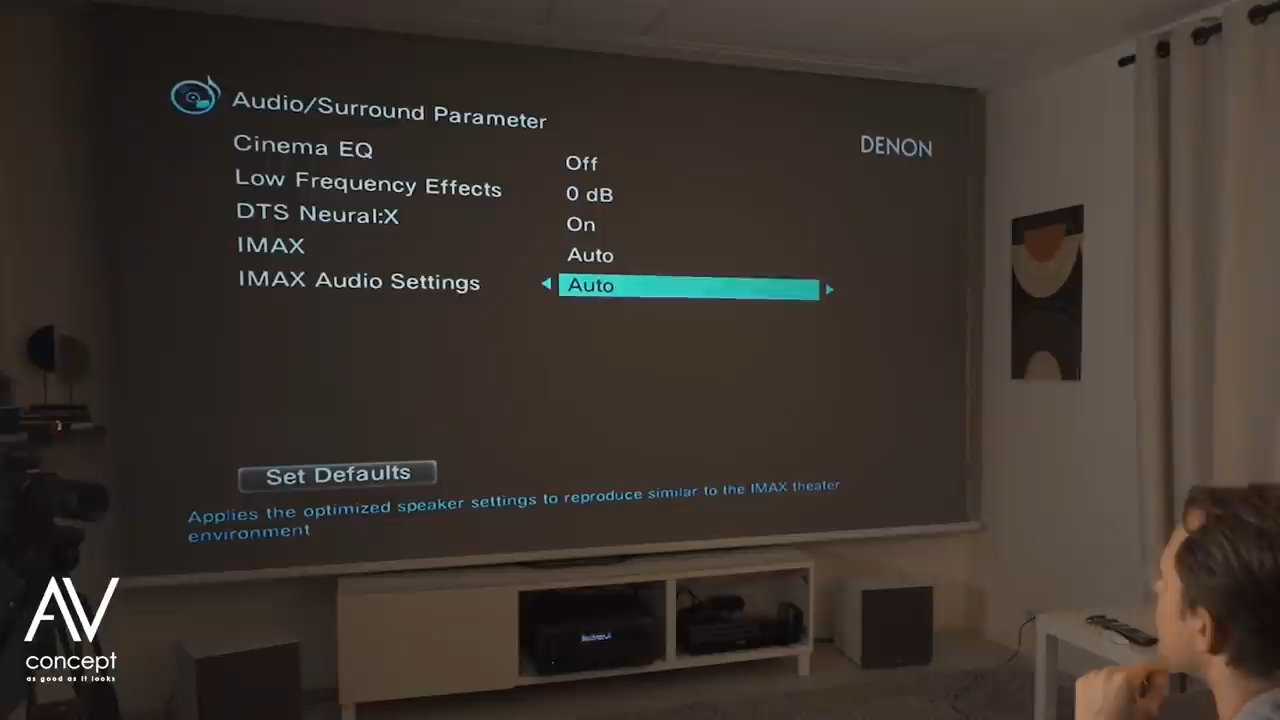 Audio/Surround Parameter
DENON
Cinema EQ Off
Low Frequency Effects 0 dB
DTS Neural:X On
IMAX Auto
IMAX Audio Settings Auto
Set Defaults
Applies the optimized speaker settings to reproduce similar to the IMAX theater
environment
AV
concept
as good as it looks